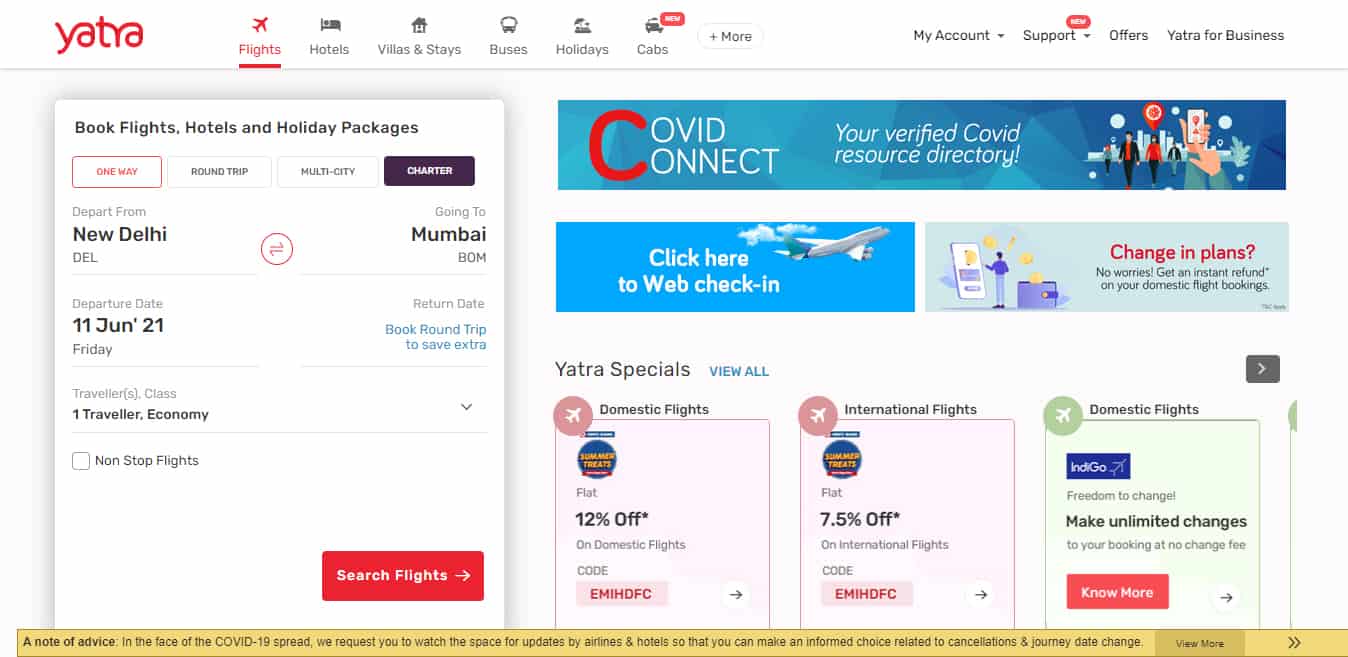 yatra
Flights
Hotels
Villas & Stays
Buses
Holidays
NEW
Cabs
+ More
My Account
NEW
Support
Offers
Yatra for Business
Book Flights, Hotels and Holiday Packages
ONE WAY
ROUND TRIP
MULTI-CITY
CHARTER
Depart From
New Delhi
DEL
Going To
Mumbai
BOM
Departure Date
11 Jun' 21
Friday
Return Date
Book Round Trip
to save extra
Traveller(s), Class
1 Traveller, Economy
Non Stop Flights
Search Flights
COVID
CONNECT
Your verified Covid
resource directory!
Click here
to Web check-in
Change in plans?
No worries! Get an instant refund*
on your domestic flight bookings.
T&C Apply
Yatra Specials
VIEW ALL
Domestic Flights
SUMMER
TREATS
Flat
12% Off*
On Domestic Flights
CODE
EMIHDFC
International Flights
SUMMER
TREATS
Flat
7.5% Off*
On International Flights
CODE
EMIHDFC
Domestic Flights
IndiGo
Freedom to change!
Make unlimited changes
to your booking at no change fee
Know More
A note of advice: In the face of the COVID-19 spread, we request you to watch the space for updates by airlines & hotels so that you can make an informed choice related to cancellations & journey date change.
View More